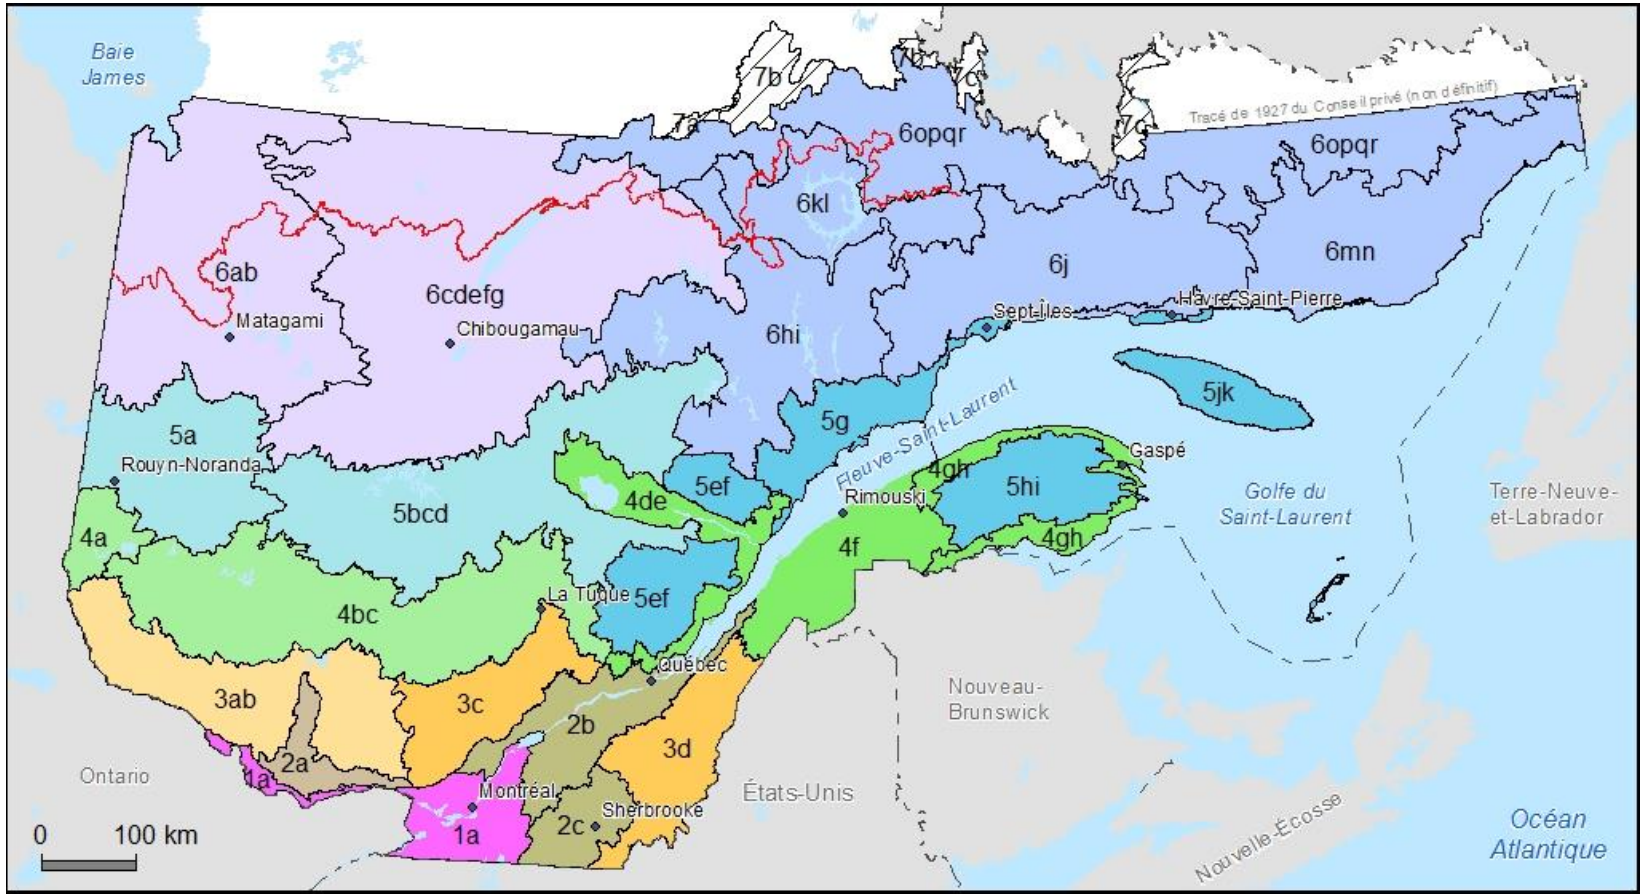 Baie
James
7b
7b
7c
7a
7c
Tracé de 1927 du Conseil privé (non définitif)
6opqr
6opqr
6kl
6ab
6cdefg
6j
6mn
Matagami
Chibougamau
6hi
Sept-Îles
Havre-Saint-Pierre
5jk
5a
5g
Fleuve-Saint-Laurent
Rouyn-Noranda
Gaspé
4gh
5ef
4de
Rimouski
5hi
Golfe du
Saint-Laurent
Terre-Neuve-
et-Labrador
5bcd
4a
4f
4gh
La Tuque
5ef
4bc
Québec
3ab
3c
2b
3d
Nouveau-
Brunswick
2a
1a
Ontario
Montréal
États-Unis
Sherbrooke
2c
1a
Nouvelle-Écosse
Océan
Atlantique
0 100 km